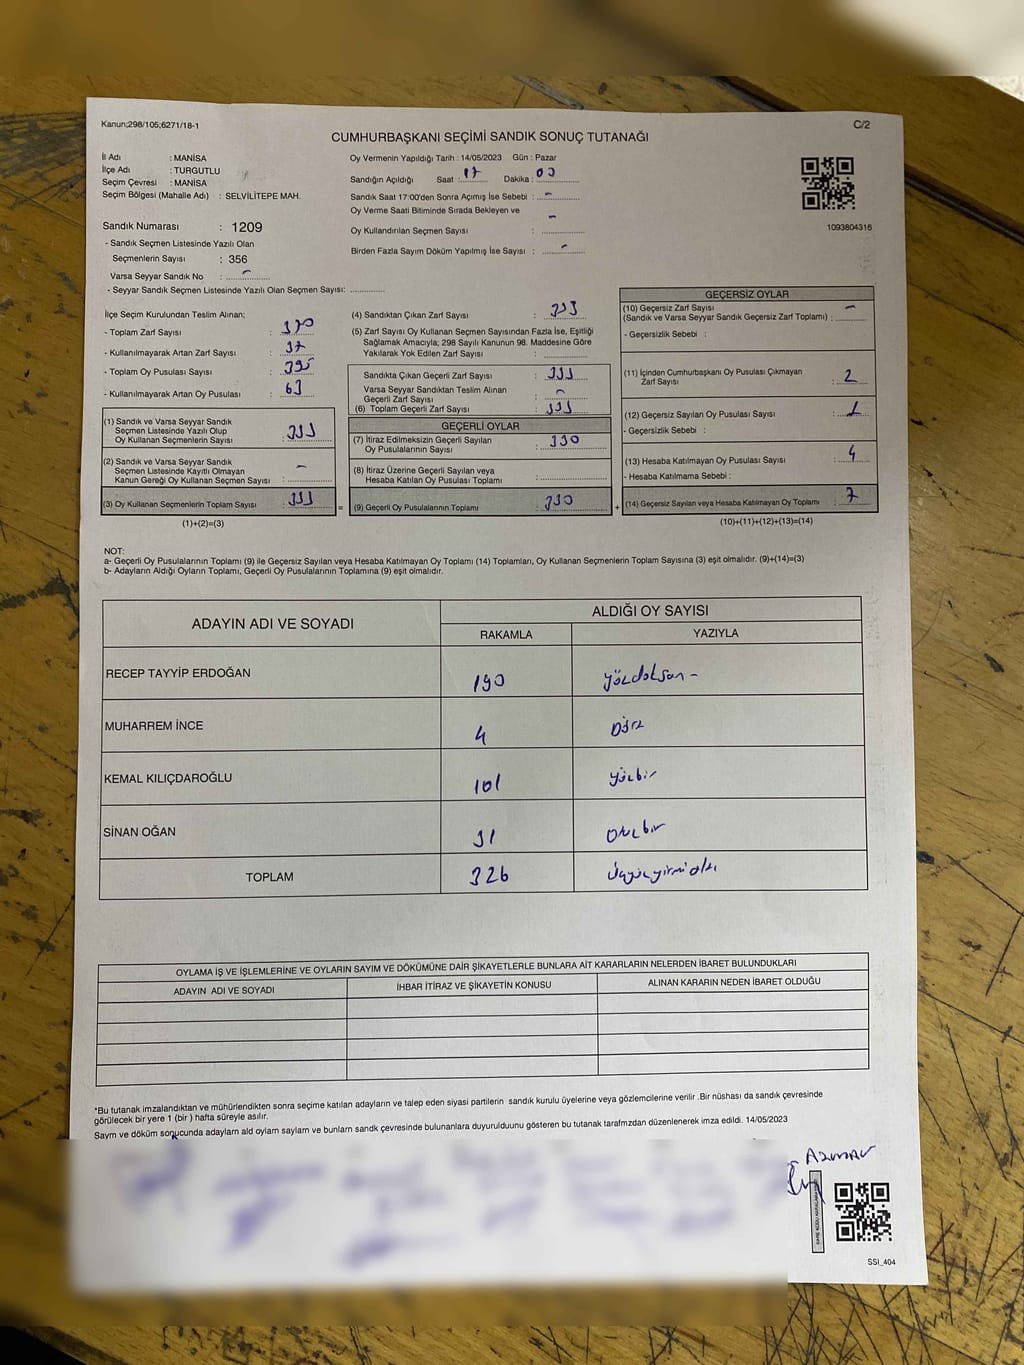 Kanun;298/105;6271/18-1
C/2
CUMHURBAŞKANI SEÇİMİ SANDIK SONUÇ TUTANAĞI
İl Adı : MANİSA
İlçe Adı : TURGUTLU
Seçim Çevresi : MANİSA
Seçim Bölgesi (Mahalle Adı) : SELVİLİTEPE MAH.
Sandık Numarası : 1209
- Sandık Seçmen Listesinde Yazılı Olan
Seçmenlerin Sayısı : 356
Varsa Seyyar Sandık No : -
- Seyyar Sandık Seçmen Listesinde Yazılı Olan Seçmen Sayısı:
Oy Vermenin Yapıldığı Tarih : 14/05/2023 Gün : Pazar
Sandığın Açıldığı Saat : 17 Dakika : 00
Sandık Saat 17:00'den Sonra Açımış İse Sebebi : -
Oy Verme Saati Bitiminde Sırada Bekleyen ve -
Oy Kullandırılan Seçmen Sayısı :
Birden Fazla Sayım Döküm Yapılmış İse Sayısı : -
1093804316
İlçe Seçim Kurulundan Teslim Alınan:
- Toplam Zarf Sayısı : 370
- Kullanılmayarak Artan Zarf Sayısı : 37
- Toplam Oy Pusulası Sayısı : 395
- Kullanılmayarak Artan Oy Pusulası : 63
(1) Sandık ve Varsa Seyyar Sandık
Seçmen Listesinde Yazılı Olup
Oy Kullanan Seçmenlerin Sayısı : 333
(2) Sandık ve Varsa Seyyar Sandık
Seçmen Listesinde Kayıtlı Olmayan
Kanun Gereği Oy Kullanan Seçmen Sayısı : -
(3) Oy Kullanan Seçmenlerin Toplam Sayısı : 333
(1)+(2)=(3)
(4) Sandıktan Çıkan Zarf Sayısı : 333
(5) Zarf Sayısı Oy Kullanan Seçmen Sayısından Fazla İse, Eşitliği
Sağlamak Amacıyla; 298 Sayılı Kanunun 98. Maddesine Göre
Yakılarak Yok Edilen Zarf Sayısı :
Sandıkta Çıkan Geçerli Zarf Sayısı : 333
Varsa Seyyar Sandıktan Teslim Alınan
Geçerli Zarf Sayısı : -
(6) Toplam Geçerli Zarf Sayısı : 333
GEÇERLİ OYLAR
(7) İtiraz Edilmeksizin Geçerli Sayılan
Oy Pusulalarının Sayısı : 330
(8) İtiraz Üzerine Geçerli Sayılan veya
Hesaba Katılan Oy Pusulası Toplamı :
= (9) Geçerli Oy Pusulalarının Toplamı : 330 +
GEÇERSİZ OYLAR
(10) Geçersiz Zarf Sayısı
(Sandık ve Varsa Seyyar Sandık Geçersiz Zarf Toplamı) : -
- Geçersizlik Sebebi :
(11) İçinden Cumhurbaşkanı Oy Pusulası Çıkmayan
Zarf Sayısı : 2
(12) Geçersiz Sayılan Oy Pusulası Sayısı : 1
- Geçersizlik Sebebi :
(13) Hesaba Katılmayan Oy Pusulası Sayısı : 4
- Hesaba Katılmama Sebebi :
(14) Geçersiz Sayılan veya Hesaba Katılmayan Oy Toplamı : 7
(10)+(11)+(12)+(13)=(14)
NOT:
a- Geçerli Oy Pusulalarının Toplamı (9) ile Geçersiz Sayılan veya Hesaba Katılmayan Oy Toplamı (14) Toplamları, Oy Kullanan Seçmenlerin Toplam Sayısına (3) eşit olmalıdır. (9)+(14)=(3)
b- Adayların Aldığı Oyların Toplamı, Geçerli Oy Pusulalarının Toplamına (9) eşit olmalıdır.
ADAYIN ADI VE SOYADI
ALDIĞI OY SAYISI
RAKAMLA YAZIYLA
RECEP TAYYİP ERDOĞAN 190 yüzdoksan -
MUHARREM İNCE 4 Dört
KEMAL KILIÇDAROĞLU 101 yüzbir
SİNAN OĞAN 31 Otuzbir
TOPLAM 326 üçyüzyirmialtı
OYLAMA İŞ VE İŞLEMLERİNE VE OYLARIN SAYIM VE DÖKÜMÜNE DAİR ŞİKAYETLERLE BUNLARA AİT KARARLARIN NELERDEN İBARET BULUNDUKLARI
ADAYIN ADI VE SOYADI İHBAR İTİRAZ VE ŞİKAYETİN KONUSU ALINAN KARARIN NEDEN İBARET OLDUĞU
*Bu tutanak imzalandıktan ve mühürlendikten sonra seçime katılan adayların ve talep eden siyasi partilerin sandık kurulu üyelerine veya gözlemcilerine verilir .Bir nüshası da sandık çevresinde
görülecek bir yere 1 (bir ) hafta süreyle asılır.
Saym ve döküm sonucunda adaylarn ald oylarn saylarn ve bunlarn sandk çevresinde bulunanlara duyurulduunu gösteren bu tutanak tarafmzdan düzenlenerek imza edildi. 14/05/2023
SSI_404